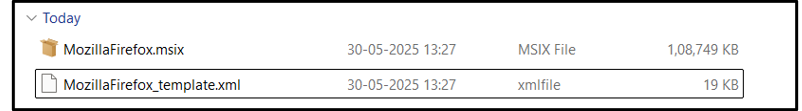 Today
MozillaFirefox.msix 30-05-2025 13:27 MSIX File 1,08,749 KB
MozillaFirefox_template.xml 30-05-2025 13:27 xmlfile 19 KB